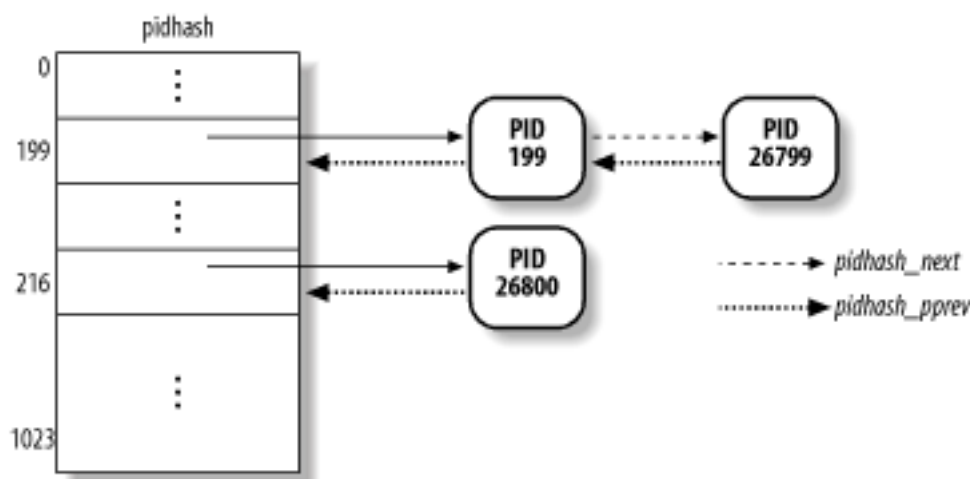 pidhash
0
199
216
1023
PID
199
PID
26799
PID
26800
pidhash_next
pidhash_pprev